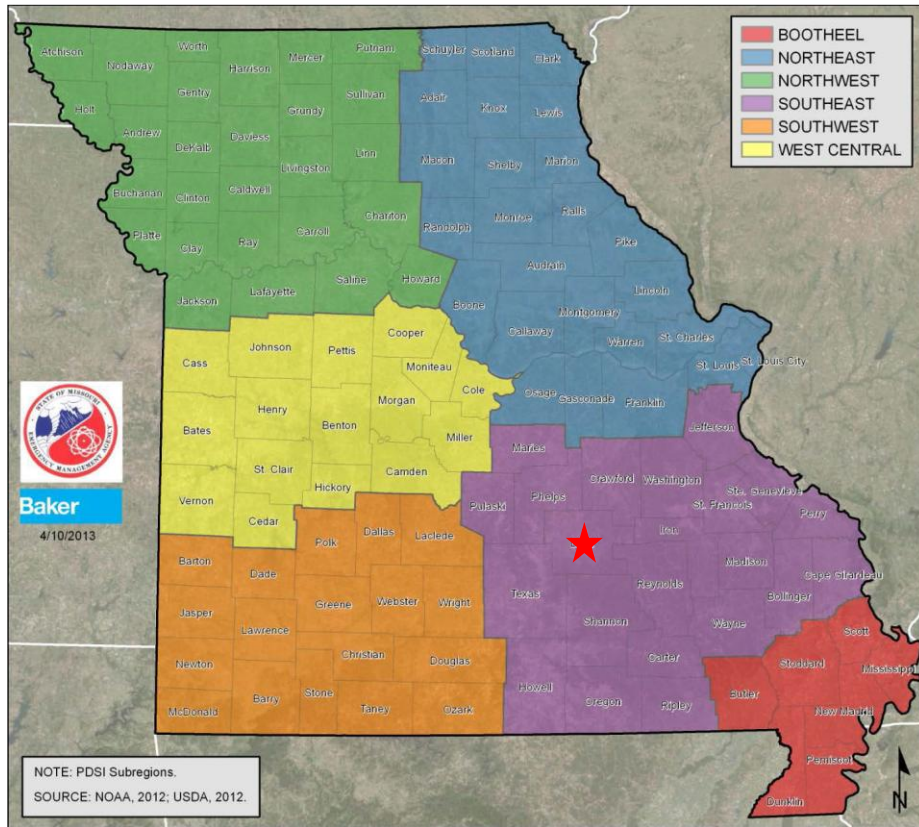 BOOTHEEL
NORTHEAST
NORTHWEST
SOUTHEAST
SOUTHWEST
WEST CENTRAL
Atchison
Nodaway
Worth
Harrison
Mercer
Putnam
Schuyler
Scotland
Clark
Gentry
Sullivan
Adair
Knox
Lewis
Holt
Grundy
Andrew
DeKalb
Daviess
Linn
Macon
Shelby
Marion
Livingston
Buchanan
Clinton
Caldwell
Chariton
Randolph
Monroe
Ralls
Platte
Clay
Ray
Carroll
Pike
Audrain
Jackson
Lafayette
Saline
Howard
Boone
Lincoln
Callaway
Montgomery
Warren
St. Charles
Cass
Johnson
Pettis
Cooper
Moniteau
Cole
Osage
Gasconade
Franklin
St. Louis
St. Louis City
Bates
Henry
Benton
Morgan
Miller
Maries
Jefferson
Vernon
St. Clair
Hickory
Camden
Pulaski
Phelps
Crawford
Washington
Ste. Genevieve
St. Francois
Perry
Cedar
Polk
Dallas
Laclede
Iron
Barton
Dade
Madison
Cape Girardeau
Jasper
Greene
Webster
Wright
Texas
Reynolds
Bollinger
Lawrence
Shannon
Wayne
Scott
Newton
Christian
Douglas
Carter
Stoddard
Mississippi
McDonald
Barry
Stone
Taney
Ozark
Howell
Oregon
Ripley
Butler
New Madrid
Pemiscot
Dunklin
STATE OF MISSOURI
EMERGENCY MANAGEMENT AGENCY
Baker
4/10/2013
NOTE: PDSI Subregions.
SOURCE: NOAA, 2012; USDA, 2012.
N